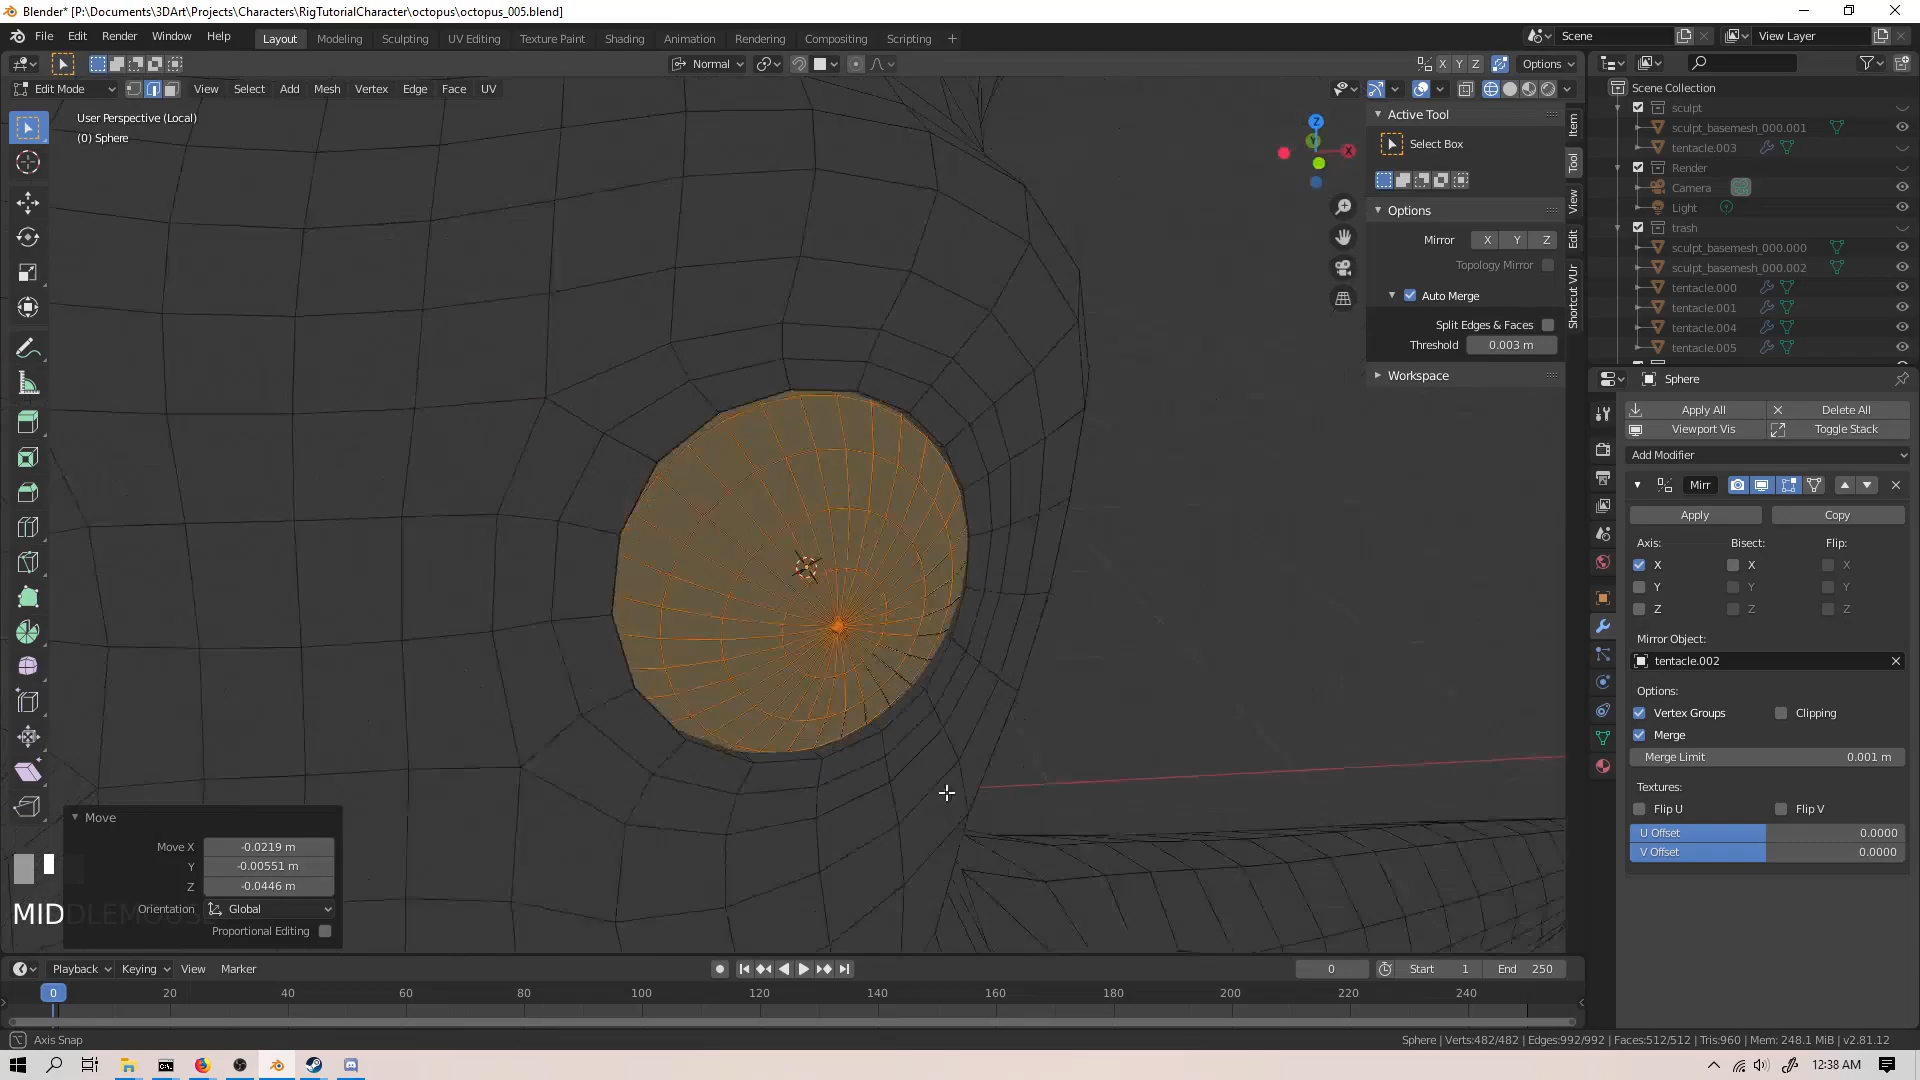 Blender* [P:\Documents\3DArt\Projects\Characters\RigTutorialCharacter\octopus\octopus_005.blend]
File Edit Render Window Help Layout Modeling Sculpting UV Editing Texture Paint Shading Animation Rendering Compositing Scripting + Scene View Layer
Normal X Y Z Options
Edit Mode View Select Add Mesh Vertex Edge Face UV
User Perspective (Local)
(0) Sphere
Z
X
Active Tool
Select Box
Options
Mirror X Y Z
Topology Mirror
Auto Merge
Split Edges & Faces
Threshold 0.003 m
Workspace
Item
Tool
View
Edit
Shortcut VUr
Scene Collection
sculpt
sculpt_basemesh_000.001
tentacle.003
Render
Camera
Light
trash
sculpt_basemesh_000.000
sculpt_basemesh_000.002
tentacle.000
tentacle.001
tentacle.004
tentacle.005
Sphere
Apply All Delete All
Viewport Vis Toggle Stack
Add Modifier
Mirr
Apply Copy
Axis: Bisect: Flip:
X X X
Y Y Y
Z Z Z
Mirror Object:
tentacle.002
Options:
Vertex Groups Clipping
Merge
Merge Limit 0.001 m
Textures:
Flip U Flip V
U Offset 0.0000
V Offset 0.0000
Move
Move X -0.0219 m
Y -0.00551 m
Z -0.0446 m
Orientation Global
Proportional Editing
MIDDLEMOUSE
Playback Keying View Marker 0 Start 1 End 250
0 20 40 60 80 100 120 140 160 180 200 220 240
Axis Snap
Sphere | Verts:482/482 | Edges:992/992 | Faces:512/512 | Tris:960 | Mem: 248.1 MiB | v2.81.12
12:38 AM